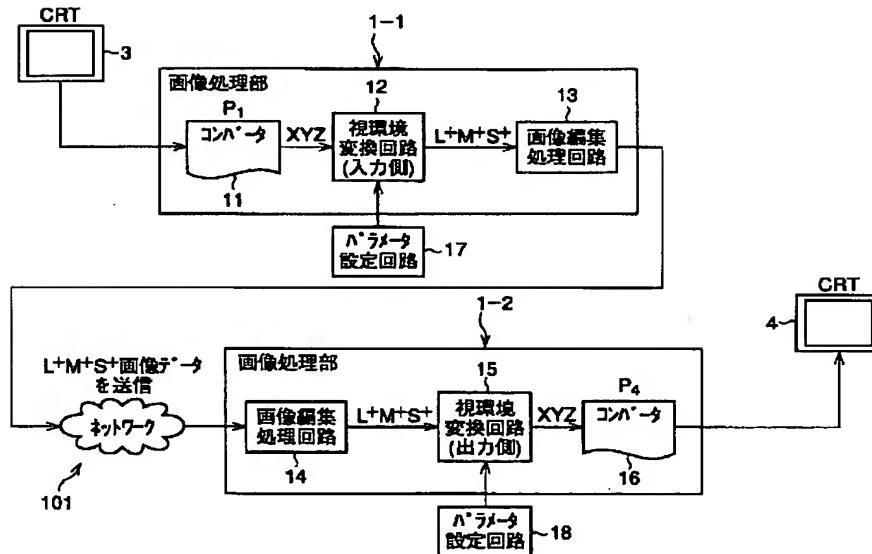 CRT
3
1-1
画像処理部
P1
コンバータ
11
XYZ
12
視環境
変換回路
(入力側)
L+M+S+
13
画像編集
処理回路
パラメータ
設定回路
17
CRT
4
1-2
L+M+S+画像データ
を送信
ネットワーク
101
画像処理部
画像編集
処理回路
14
L+M+S+
15
視環境
変換回路
(出力側)
XYZ
P4
コンバータ
16
パラメータ
設定回路
18